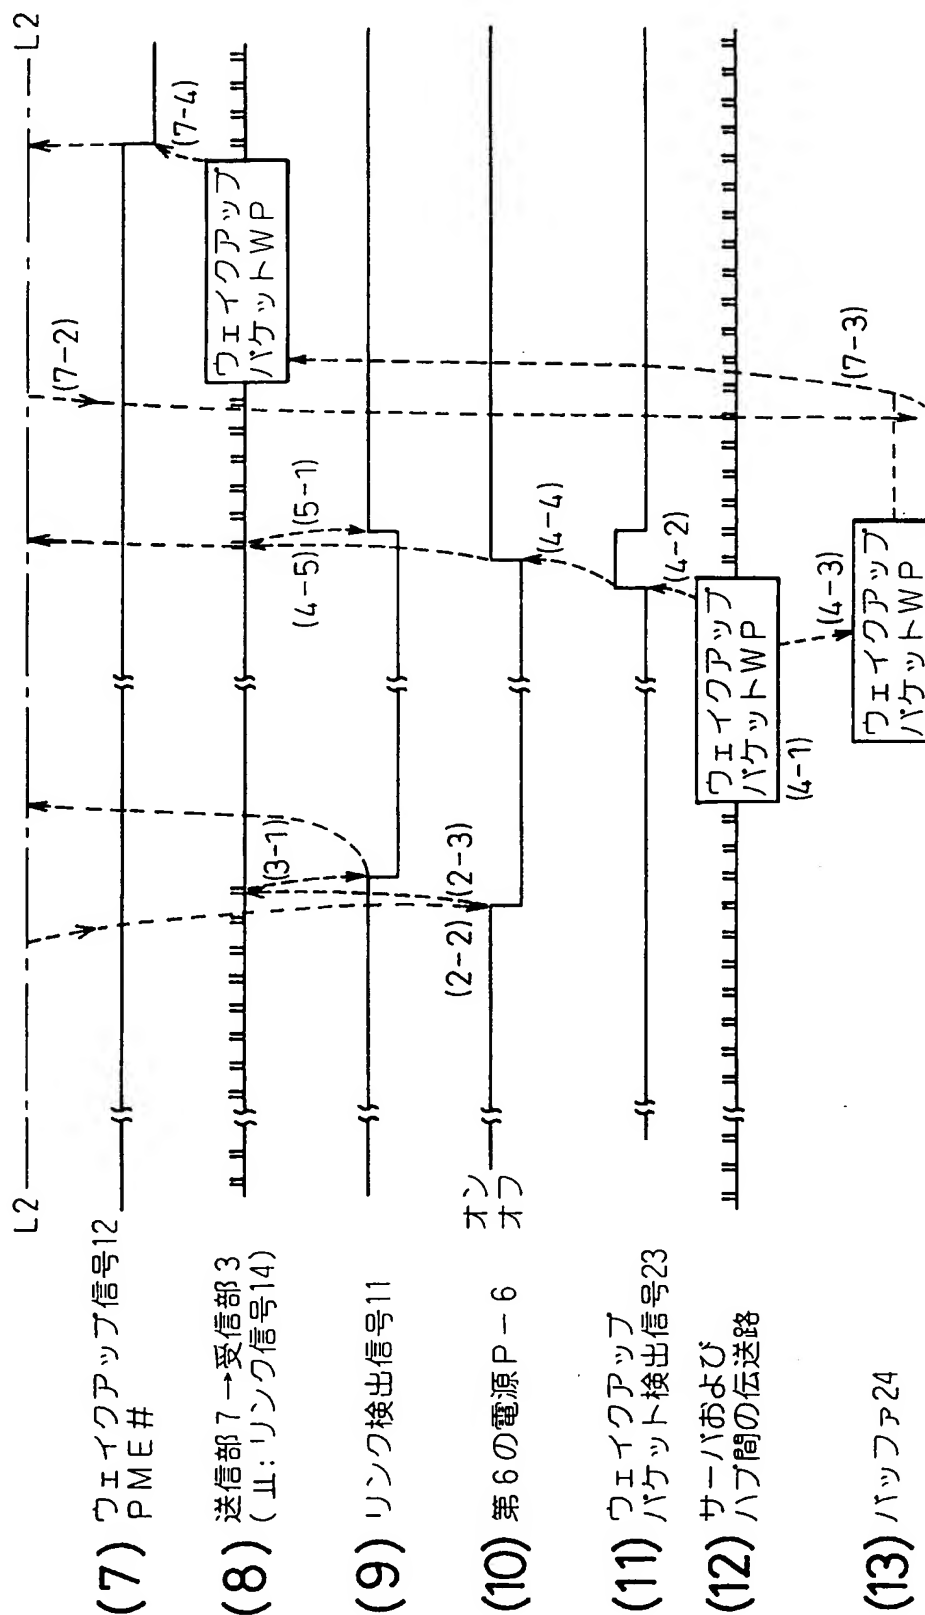 L2
L2
(7) ウェイクアップ信号12
PME#
(7-4)
(7-2)
(8) 送信部7→受信部3
(⊥⊥:リンク信号14)
ウェイクアップ
パケットWP
(3-1)
(4-5)
(5-1)
(9) リンク検出信号11
(10) 第6の電源P-6
オン
オフ
(2-2)
(2-3)
(4-4)
(11) ウェイクアップ
パケット検出信号23
(4-2)
(12) サーバおよび
ハブ間の伝送路
ウェイクアップ
パケットWP
(4-1)
(4-3)
(7-3)
(13) バッファ24
ウェイクアップ
パケットWP